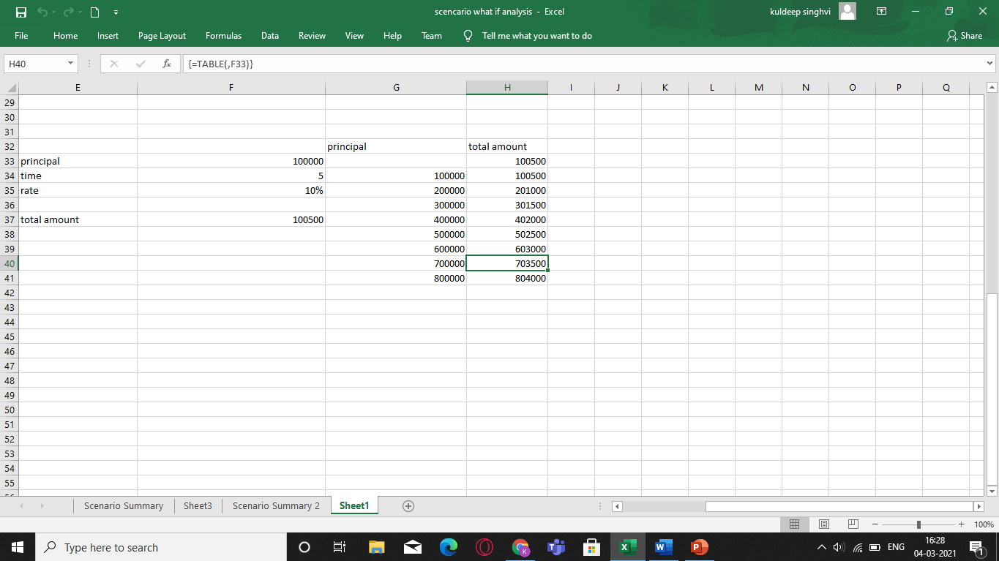 scencario what if analysis - Excel
kuldeep singhvi
File Home Insert Page Layout Formulas Data Review View Help Team Tell me what you want to do Share
H40 fx {=TABLE(,F33)}
E F G H I J K L M N O P Q
29
30
31
32 principal total amount
33 principal 100000 100500
34 time 5 100000 100500
35 rate 10% 200000 201000
36 300000 301500
37 total amount 100500 400000 402000
38 500000 502500
39 600000 603000
40 700000 703500
41 800000 804000
42
43
44
45
46
47
48
49
50
51
52
53
54
55
Scenario Summary Sheet3 Scenario Summary 2 Sheet1
100%
Type here to search
ENG
16:28
04-03-2021
1